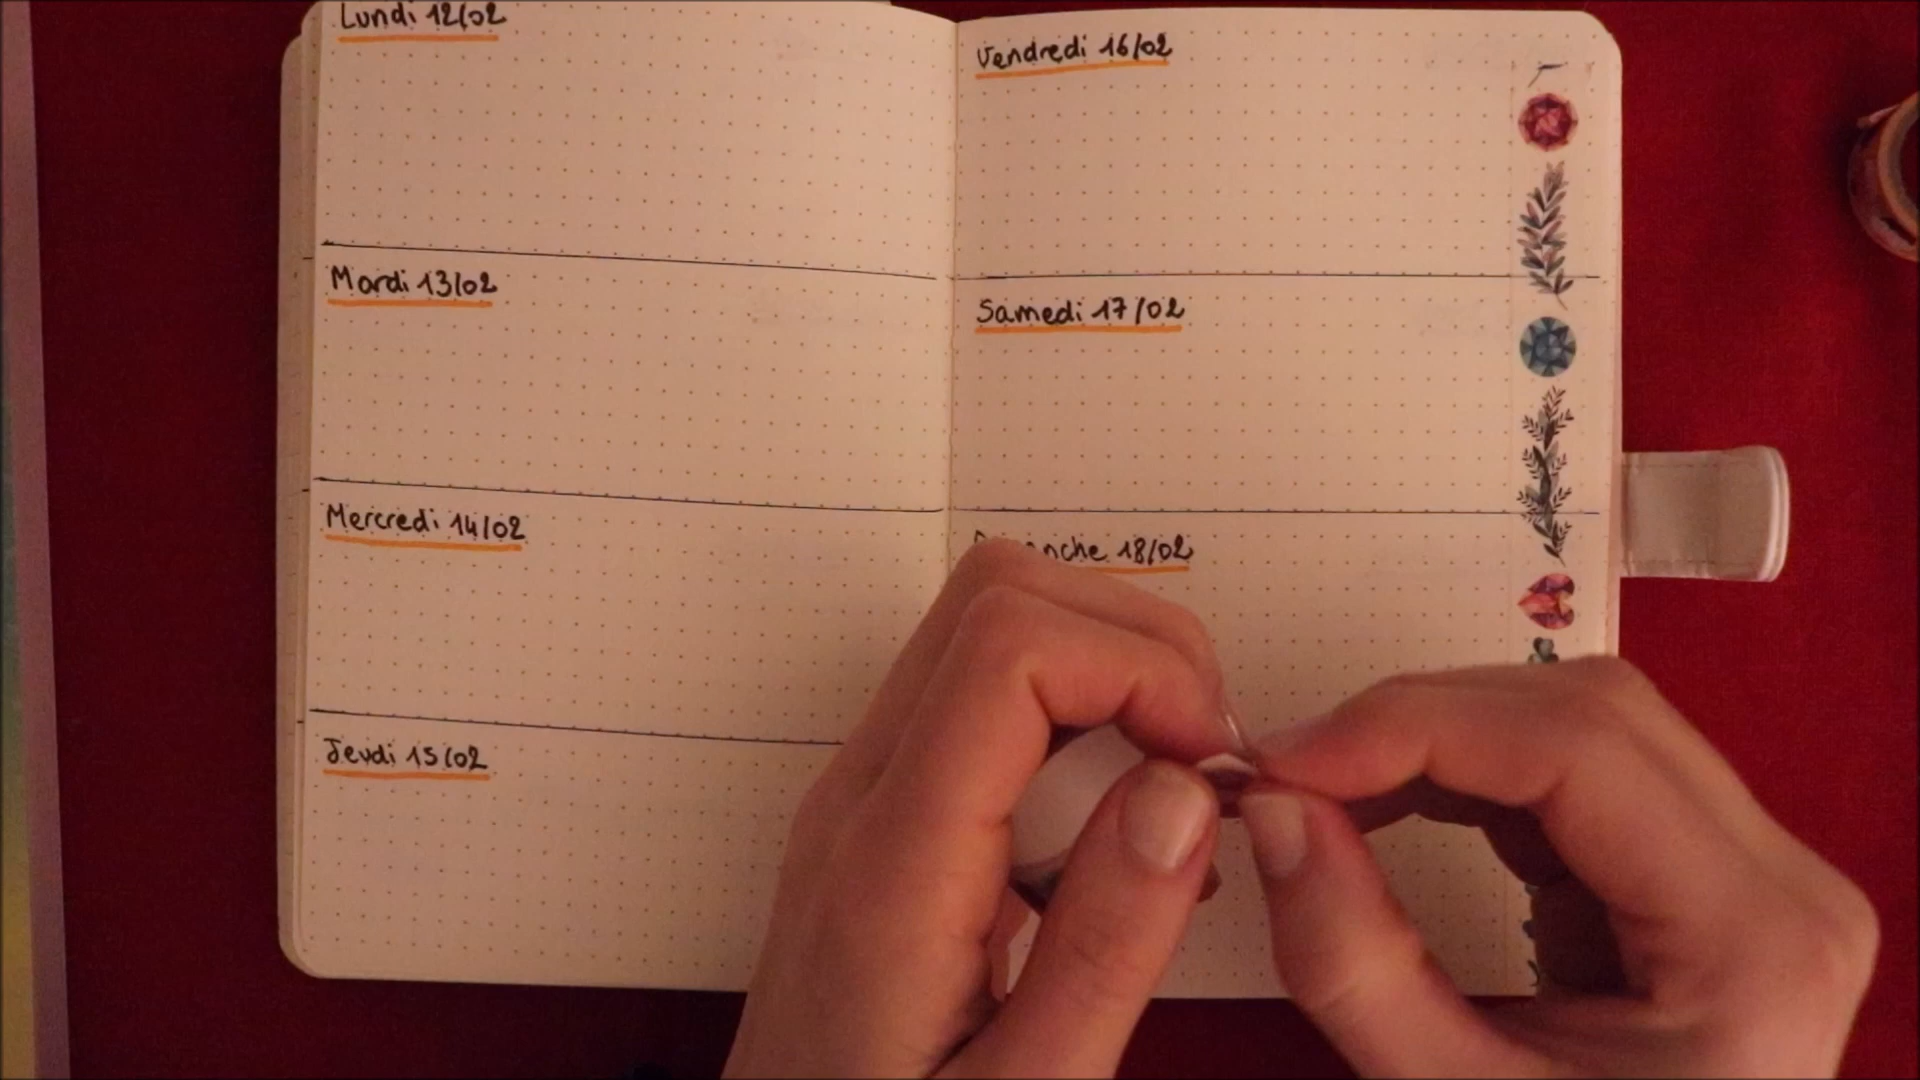 Lundi 12/02
Mardi 13/02
Mercredi 14/02
Jeudi 15/02
Vendredi 16/02
Samedi 17/02
18/02